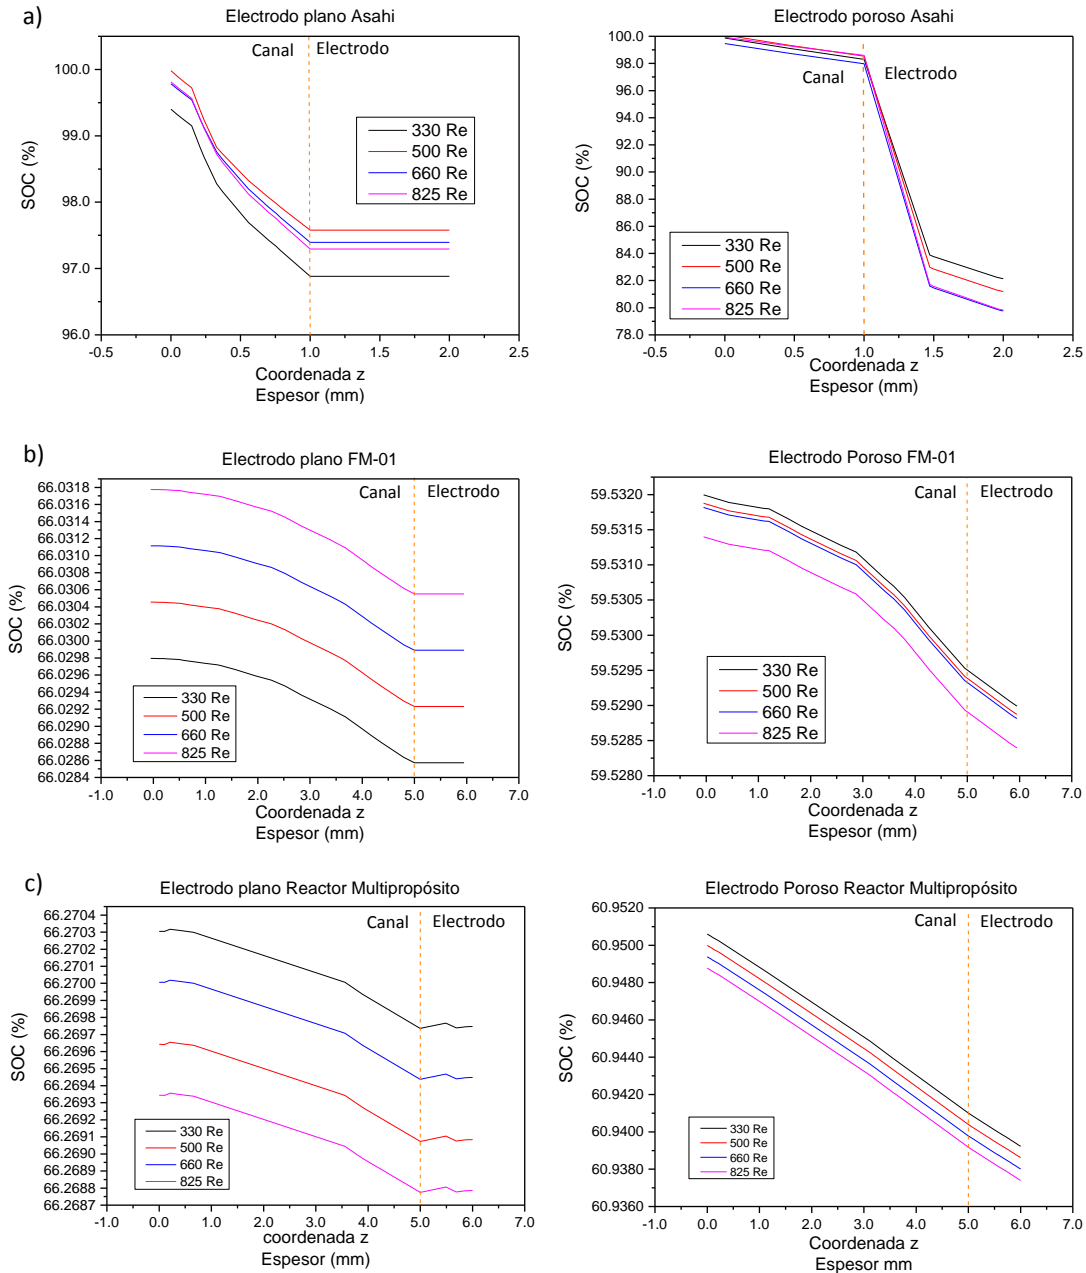 a)
Electrodo plano Asahi
Canal
Electrodo
330 Re
500 Re
660 Re
825 Re
SOC (%)
100.0
99.0
98.0
97.0
96.0
-0.5 0.0 0.5 1.0 1.5 2.0 2.5
Coordenada z
Espesor (mm)
Electrodo poroso Asahi
Canal
Electrodo
330 Re
500 Re
660 Re
825 Re
SOC (%)
100.0
98.0
96.0
94.0
92.0
90.0
88.0
86.0
84.0
82.0
80.0
78.0
-0.5 0.0 0.5 1.0 1.5 2.0 2.5
Coordenada z
Espesor (mm)
b)
Electrodo plano FM-01
Canal
Electrodo
330 Re
500 Re
660 Re
825 Re
SOC (%)
66.0318
66.0316
66.0314
66.0312
66.0310
66.0308
66.0306
66.0304
66.0302
66.0300
66.0298
66.0296
66.0294
66.0292
66.0290
66.0288
66.0286
66.0284
-1.0 0.0 1.0 2.0 3.0 4.0 5.0 6.0 7.0
Coordenada z
Espesor (mm)
Electrodo Poroso FM-01
Canal
Electrodo
330 Re
500 Re
660 Re
825 Re
SOC (%)
59.5320
59.5315
59.5310
59.5305
59.5300
59.5295
59.5290
59.5285
59.5280
-1.0 0.0 1.0 2.0 3.0 4.0 5.0 6.0 7.0
Coordenada z
Espesor (mm)
c)
Electrodo plano Reactor Multipropósito
Canal
Electrodo
330 Re
500 Re
660 Re
825 Re
SOC (%)
66.2704
66.2703
66.2702
66.2701
66.2700
66.2699
66.2698
66.2697
66.2696
66.2695
66.2694
66.2693
66.2692
66.2691
66.2690
66.2689
66.2688
66.2687
-1.0 0.0 1.0 2.0 3.0 4.0 5.0 6.0 7.0
coordenada z
Espesor (mm)
Electrodo Poroso Reactor Multipropósito
Canal
Electrodo
330 Re
500 Re
660 Re
825 Re
SOC (%)
60.9520
60.9500
60.9480
60.9460
60.9440
60.9420
60.9400
60.9380
60.9360
-1.0 0.0 1.0 2.0 3.0 4.0 5.0 6.0 7.0
Coordenada z
Espesor mm